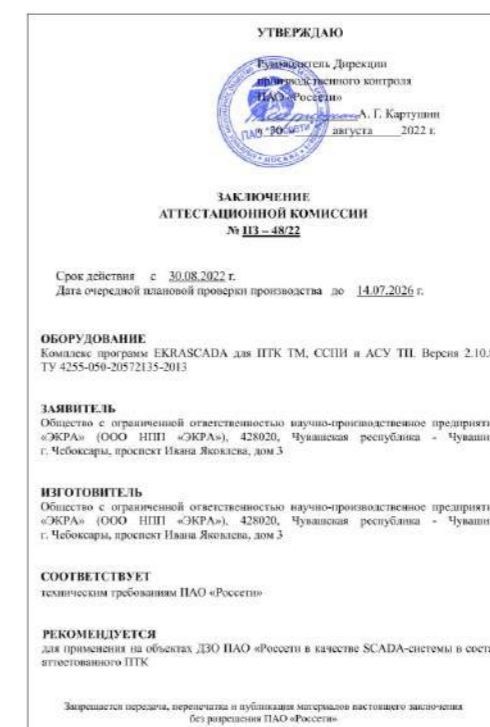 УТВЕРЖДАЮ
Руководитель Дирекции
производственного контроля
ПАО «Россети»
А. Г. Картушин
« 30 » августа 2022 г.
ЗАКЛЮЧЕНИЕ
АТТЕСТАЦИОННОЙ КОМИССИИ
№ ПЗ – 48/22
Срок действия с 30.08.2022 г.
Дата очередной плановой проверки производства до 14.07.2026 г.
ОБОРУДОВАНИЕ
Комплекс программ EKRASCADA для ПТК ТМ, ССПИ и АСУ ТП. Версия 2.10.
ТУ 4255-050-20572135-2013
ЗАЯВИТЕЛЬ
Общество с ограниченной ответственностью научно-производственное предприяти
«ЭКРА» (ООО НПП «ЭКРА»), 428020, Чувашская республика - Чуваши
г. Чебоксары, проспект Ивана Яковлева, дом 3
ИЗГОТОВИТЕЛЬ
Общество с ограниченной ответственностью научно-производственное предприяти
«ЭКРА» (ООО НПП «ЭКРА»), 428020, Чувашская республика - Чуваши
г. Чебоксары, проспект Ивана Яковлева, дом 3
СООТВЕТСТВУЕТ
техническим требованиям ПАО «Россети»
РЕКОМЕНДУЕТСЯ
для применения на объектах ДЗО ПАО «Россети в качестве SCADA-системы в соста
аттестованного ПТК
Запрещается передача, перепечатка и публикация материалов настоящего заключения
без разрешения ПАО «Россети»